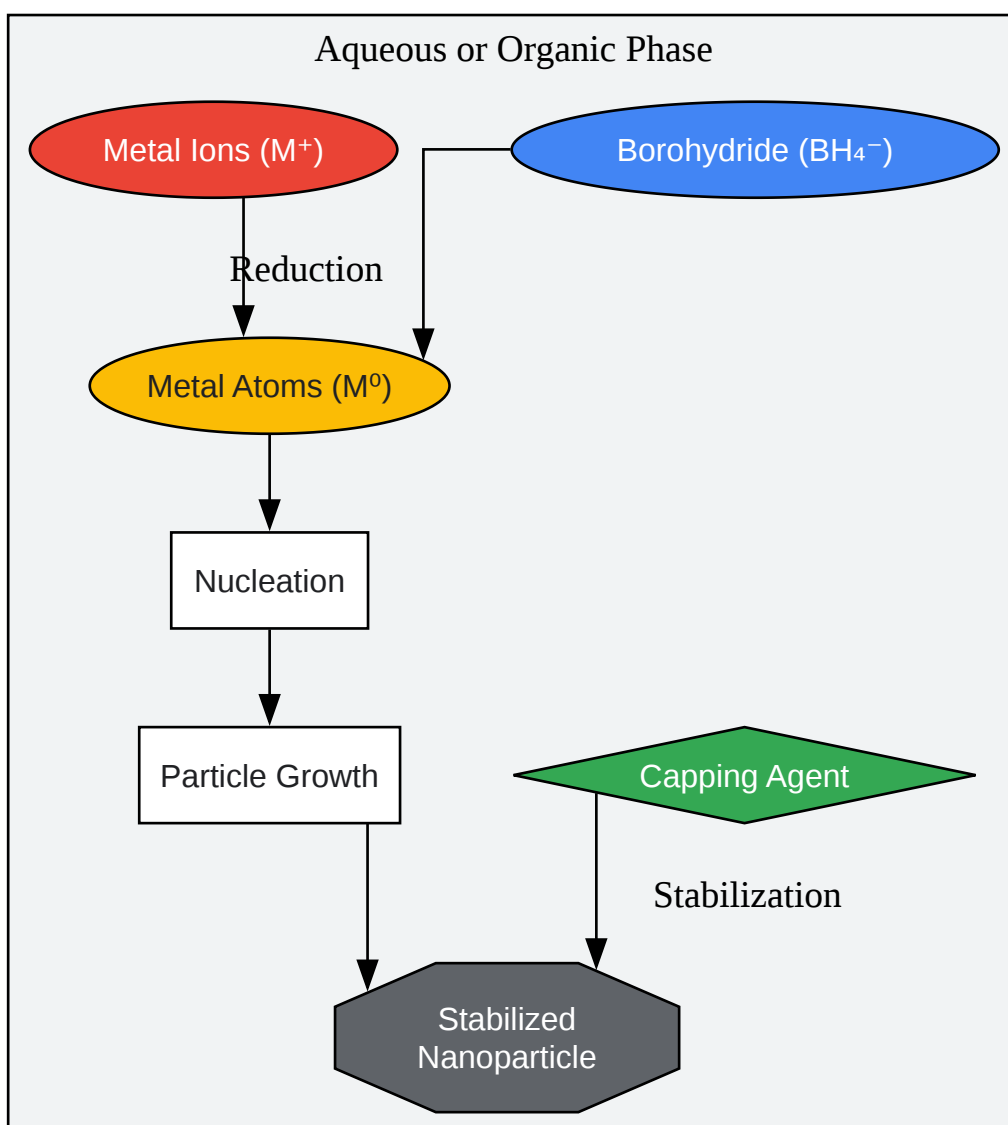 Aqueous or Organic Phase
Metal Ions (M⁺)
Borohydride (BH₄⁻)
Reduction
Metal Atoms (M⁰)
Nucleation
Particle Growth
Capping Agent
Stabilization
Stabilized
Nanoparticle